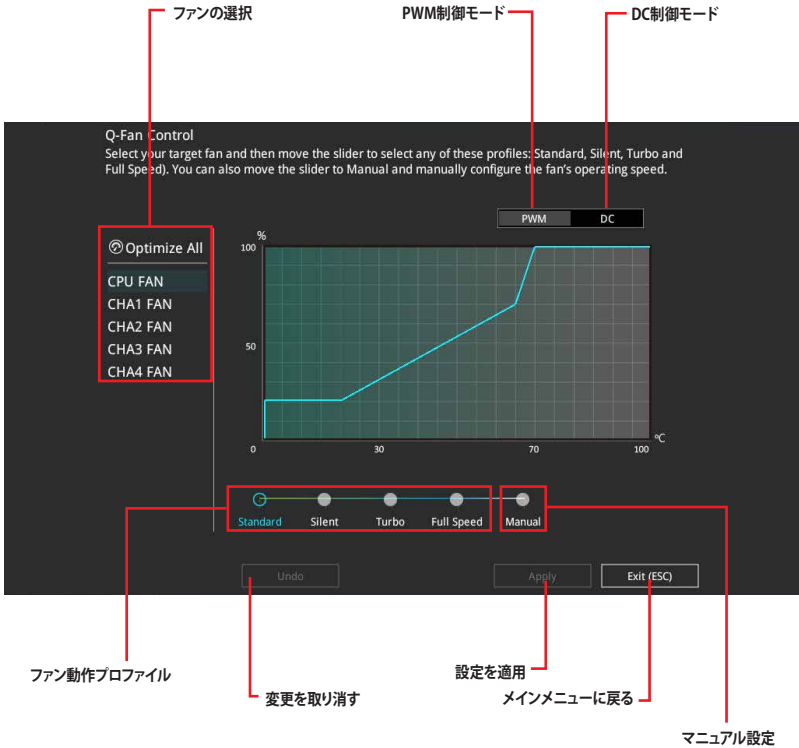 ファンの選択
PWM制御モード
DC制御モード
Q-Fan Control
Select your target fan and then move the slider to select any of these profiles: Standard, Silent, Turbo and
Full Speed). You can also move the slider to Manual and manually configure the fan's operating speed.
PWM
DC
Optimize All
CPU FAN
CHA1 FAN
CHA2 FAN
CHA3 FAN
CHA4 FAN
%
100
50
0
30
70
100
ºC
Standard
Silent
Turbo
Full Speed
Manual
Undo
Apply
Exit (ESC)
ファン動作プロファイル
変更を取り消す
設定を適用
メインメニューに戻る
マニュアル設定